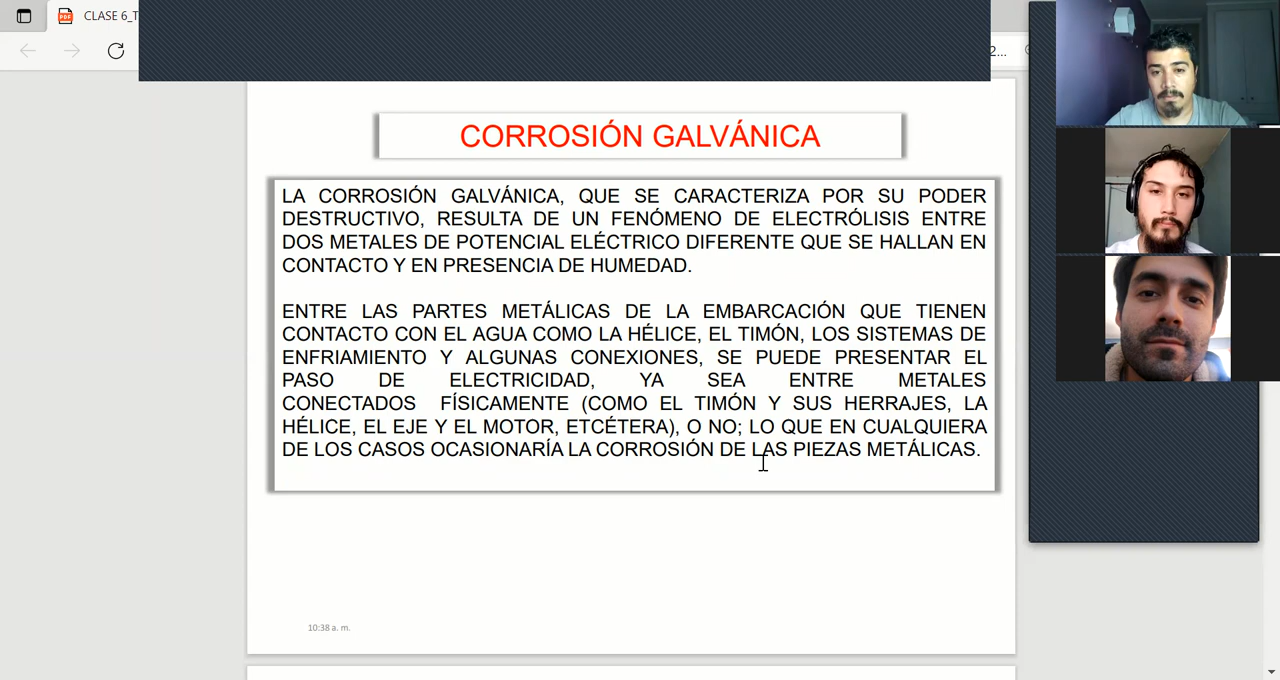 CLASE 6_T
2...
CORROSIÓN GALVÁNICA
LA CORROSIÓN GALVÁNICA, QUE SE CARACTERIZA POR SU PODER
DESTRUCTIVO, RESULTA DE UN FENÓMENO DE ELECTRÓLISIS ENTRE
DOS METALES DE POTENCIAL ELÉCTRICO DIFERENTE QUE SE HALLAN EN
CONTACTO Y EN PRESENCIA DE HUMEDAD.
ENTRE LAS PARTES METÁLICAS DE LA EMBARCACIÓN QUE TIENEN
CONTACTO CON EL AGUA COMO LA HÉLICE, EL TIMÓN, LOS SISTEMAS DE
ENFRIAMIENTO Y ALGUNAS CONEXIONES, SE PUEDE PRESENTAR EL
PASO DE ELECTRICIDAD, YA SEA ENTRE METALES
CONECTADOS FÍSICAMENTE (COMO EL TIMÓN Y SUS HERRAJES, LA
HÉLICE, EL EJE Y EL MOTOR, ETCÉTERA), O NO; LO QUE EN CUALQUIERA
DE LOS CASOS OCASIONARÍA LA CORROSIÓN DE LAS PIEZAS METÁLICAS.
10:38 a. m.